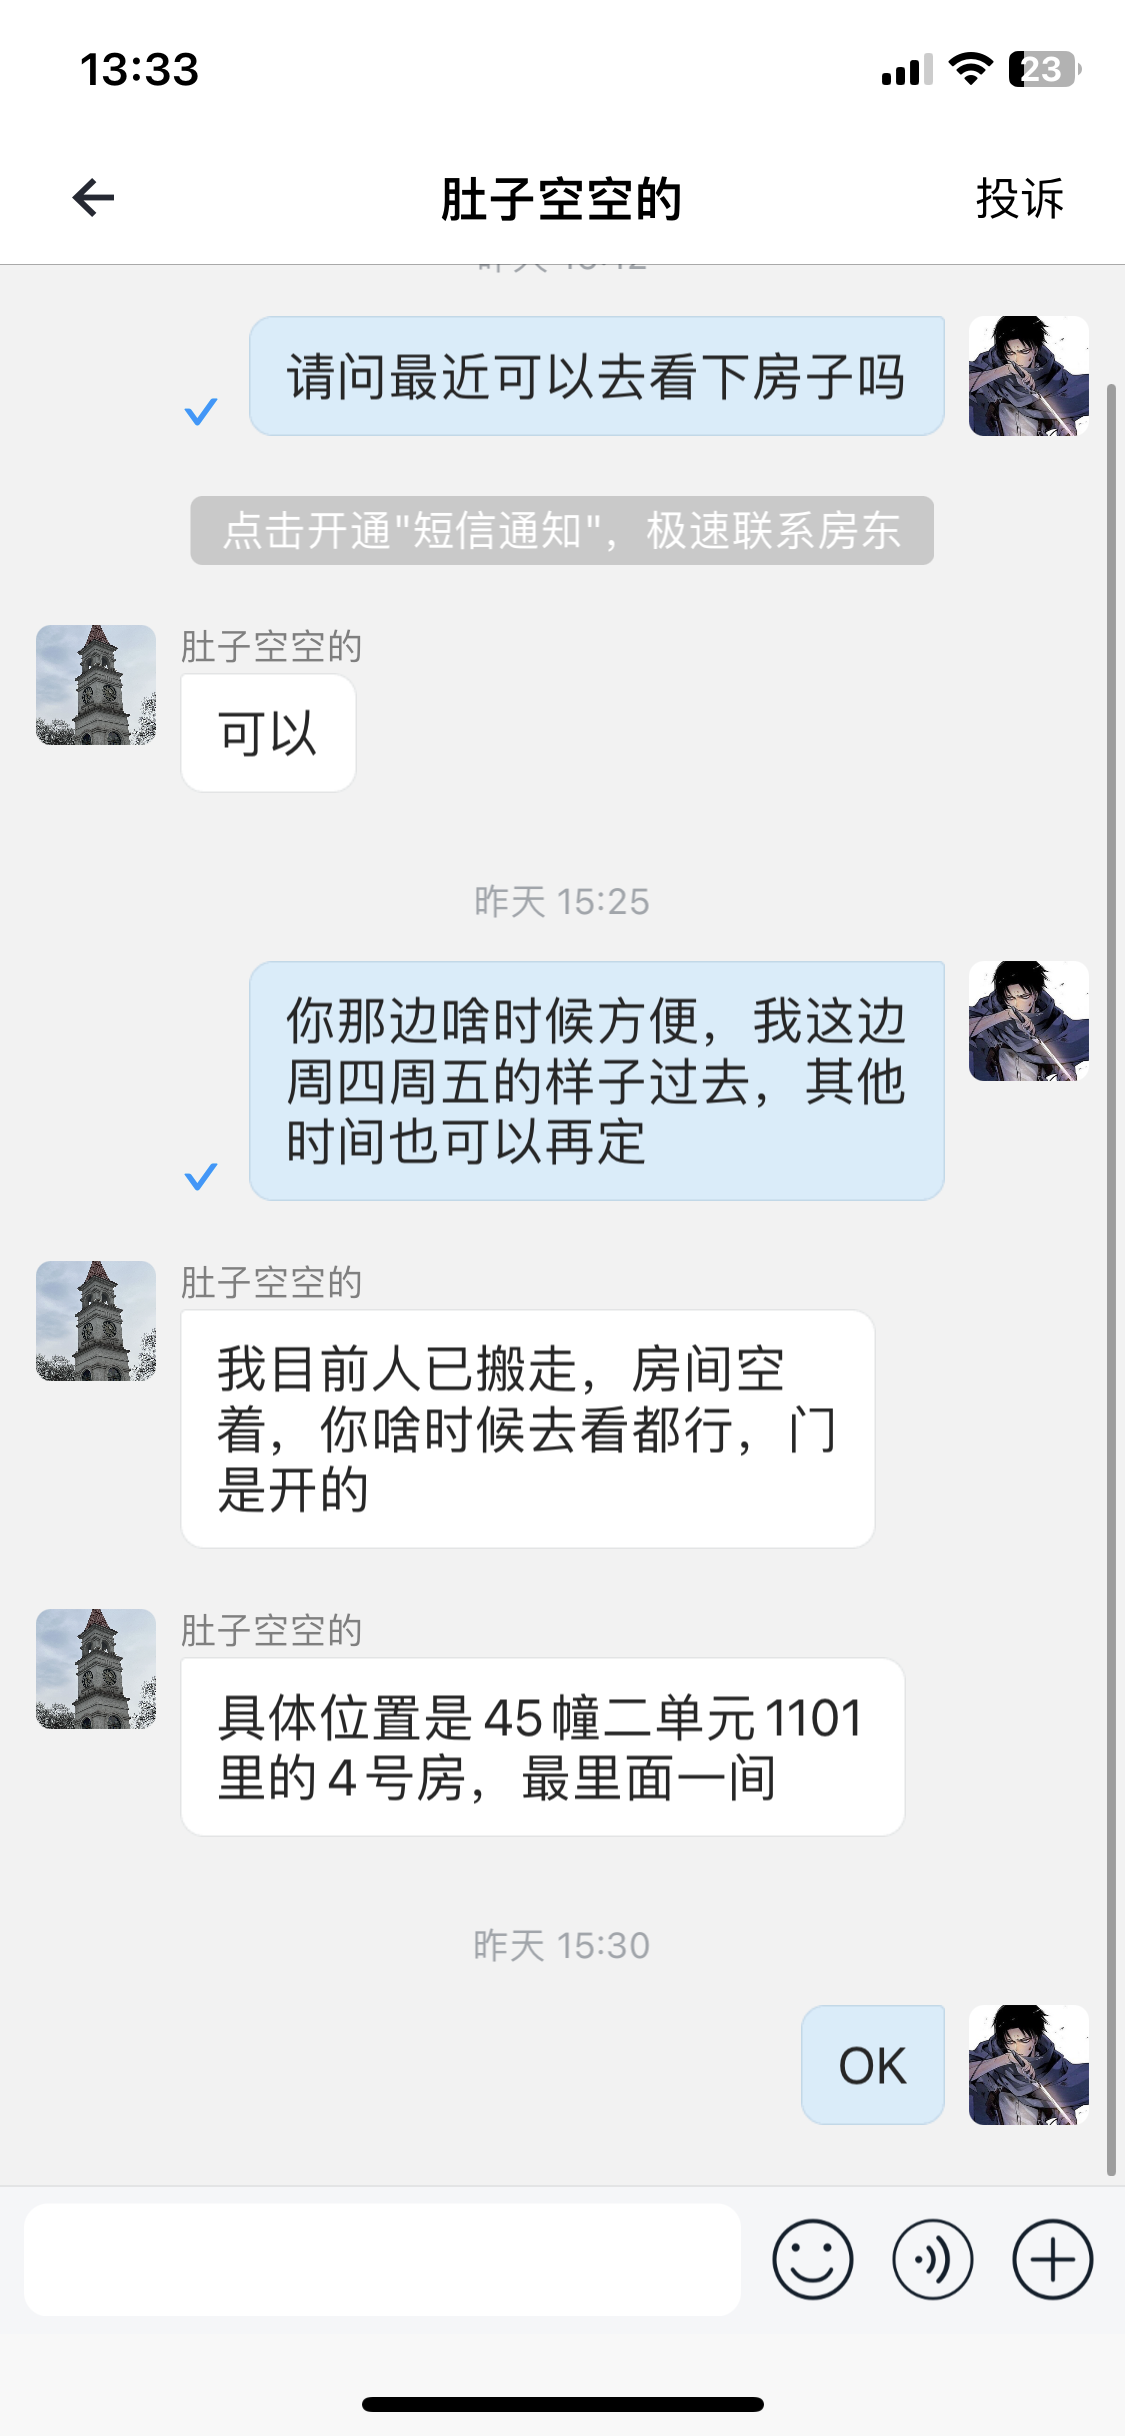 13:33
23
肚子空空的
投诉
请问最近可以去看下房子吗
点击开通"短信通知"，极速联系房东
肚子空空的
可以
昨天 15:25
你那边啥时候方便，我这边
周四周五的样子过去，其他
时间也可以再定
肚子空空的
我目前人已搬走，房间空
着，你啥时候去看都行，门
是开的
肚子空空的
具体位置是45幢二单元1101
里的4号房，最里面一间
昨天 15:30
OK